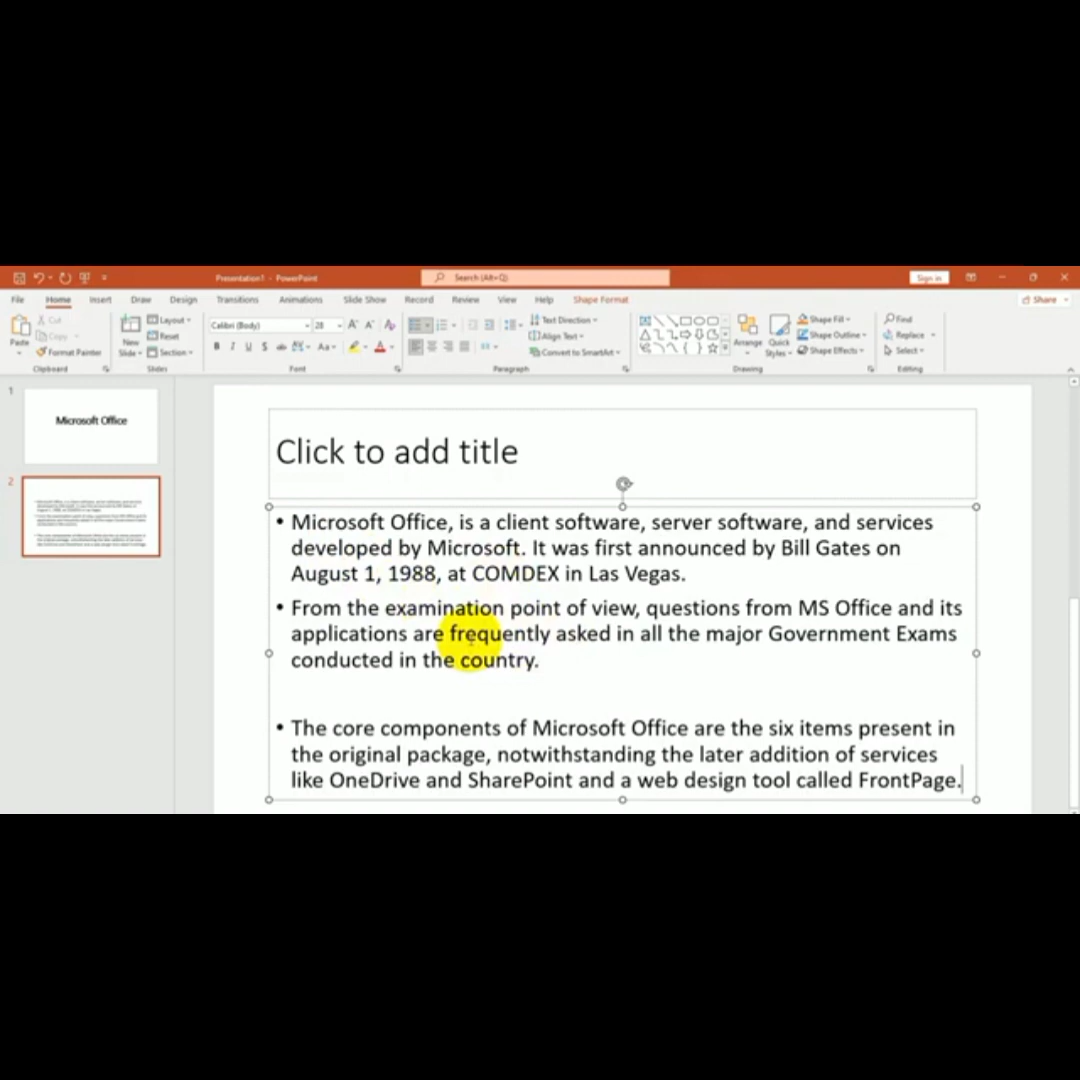 Presentation1 - PowerPoint
Search (Alt+Q)
Sign in
File Home Insert Draw Design Transitions Animations Slide Show Record Review View Help Shape Format
Share
Paste
Cut
Copy
Format Painter
Clipboard
New Slide
Layout
Reset
Section
Slides
Calibri (Body) 28
B I U S ab AV Aa
A A
Font
Text Direction
Align Text
Convert to SmartArt
Paragraph
Arrange
Quick Styles
Shape Fill
Shape Outline
Shape Effects
Drawing
Find
Replace
Select
Editing
1
Microsoft Office
2
Click to add title
• Microsoft Office, is a client software, server software, and services
developed by Microsoft. It was first announced by Bill Gates on
August 1, 1988, at COMDEX in Las Vegas.
• From the examination point of view, questions from MS Office and its
applications are frequently asked in all the major Government Exams
conducted in the country.
• The core components of Microsoft Office are the six items present in
the original package, notwithstanding the later addition of services
like OneDrive and SharePoint and a web design tool called FrontPage.